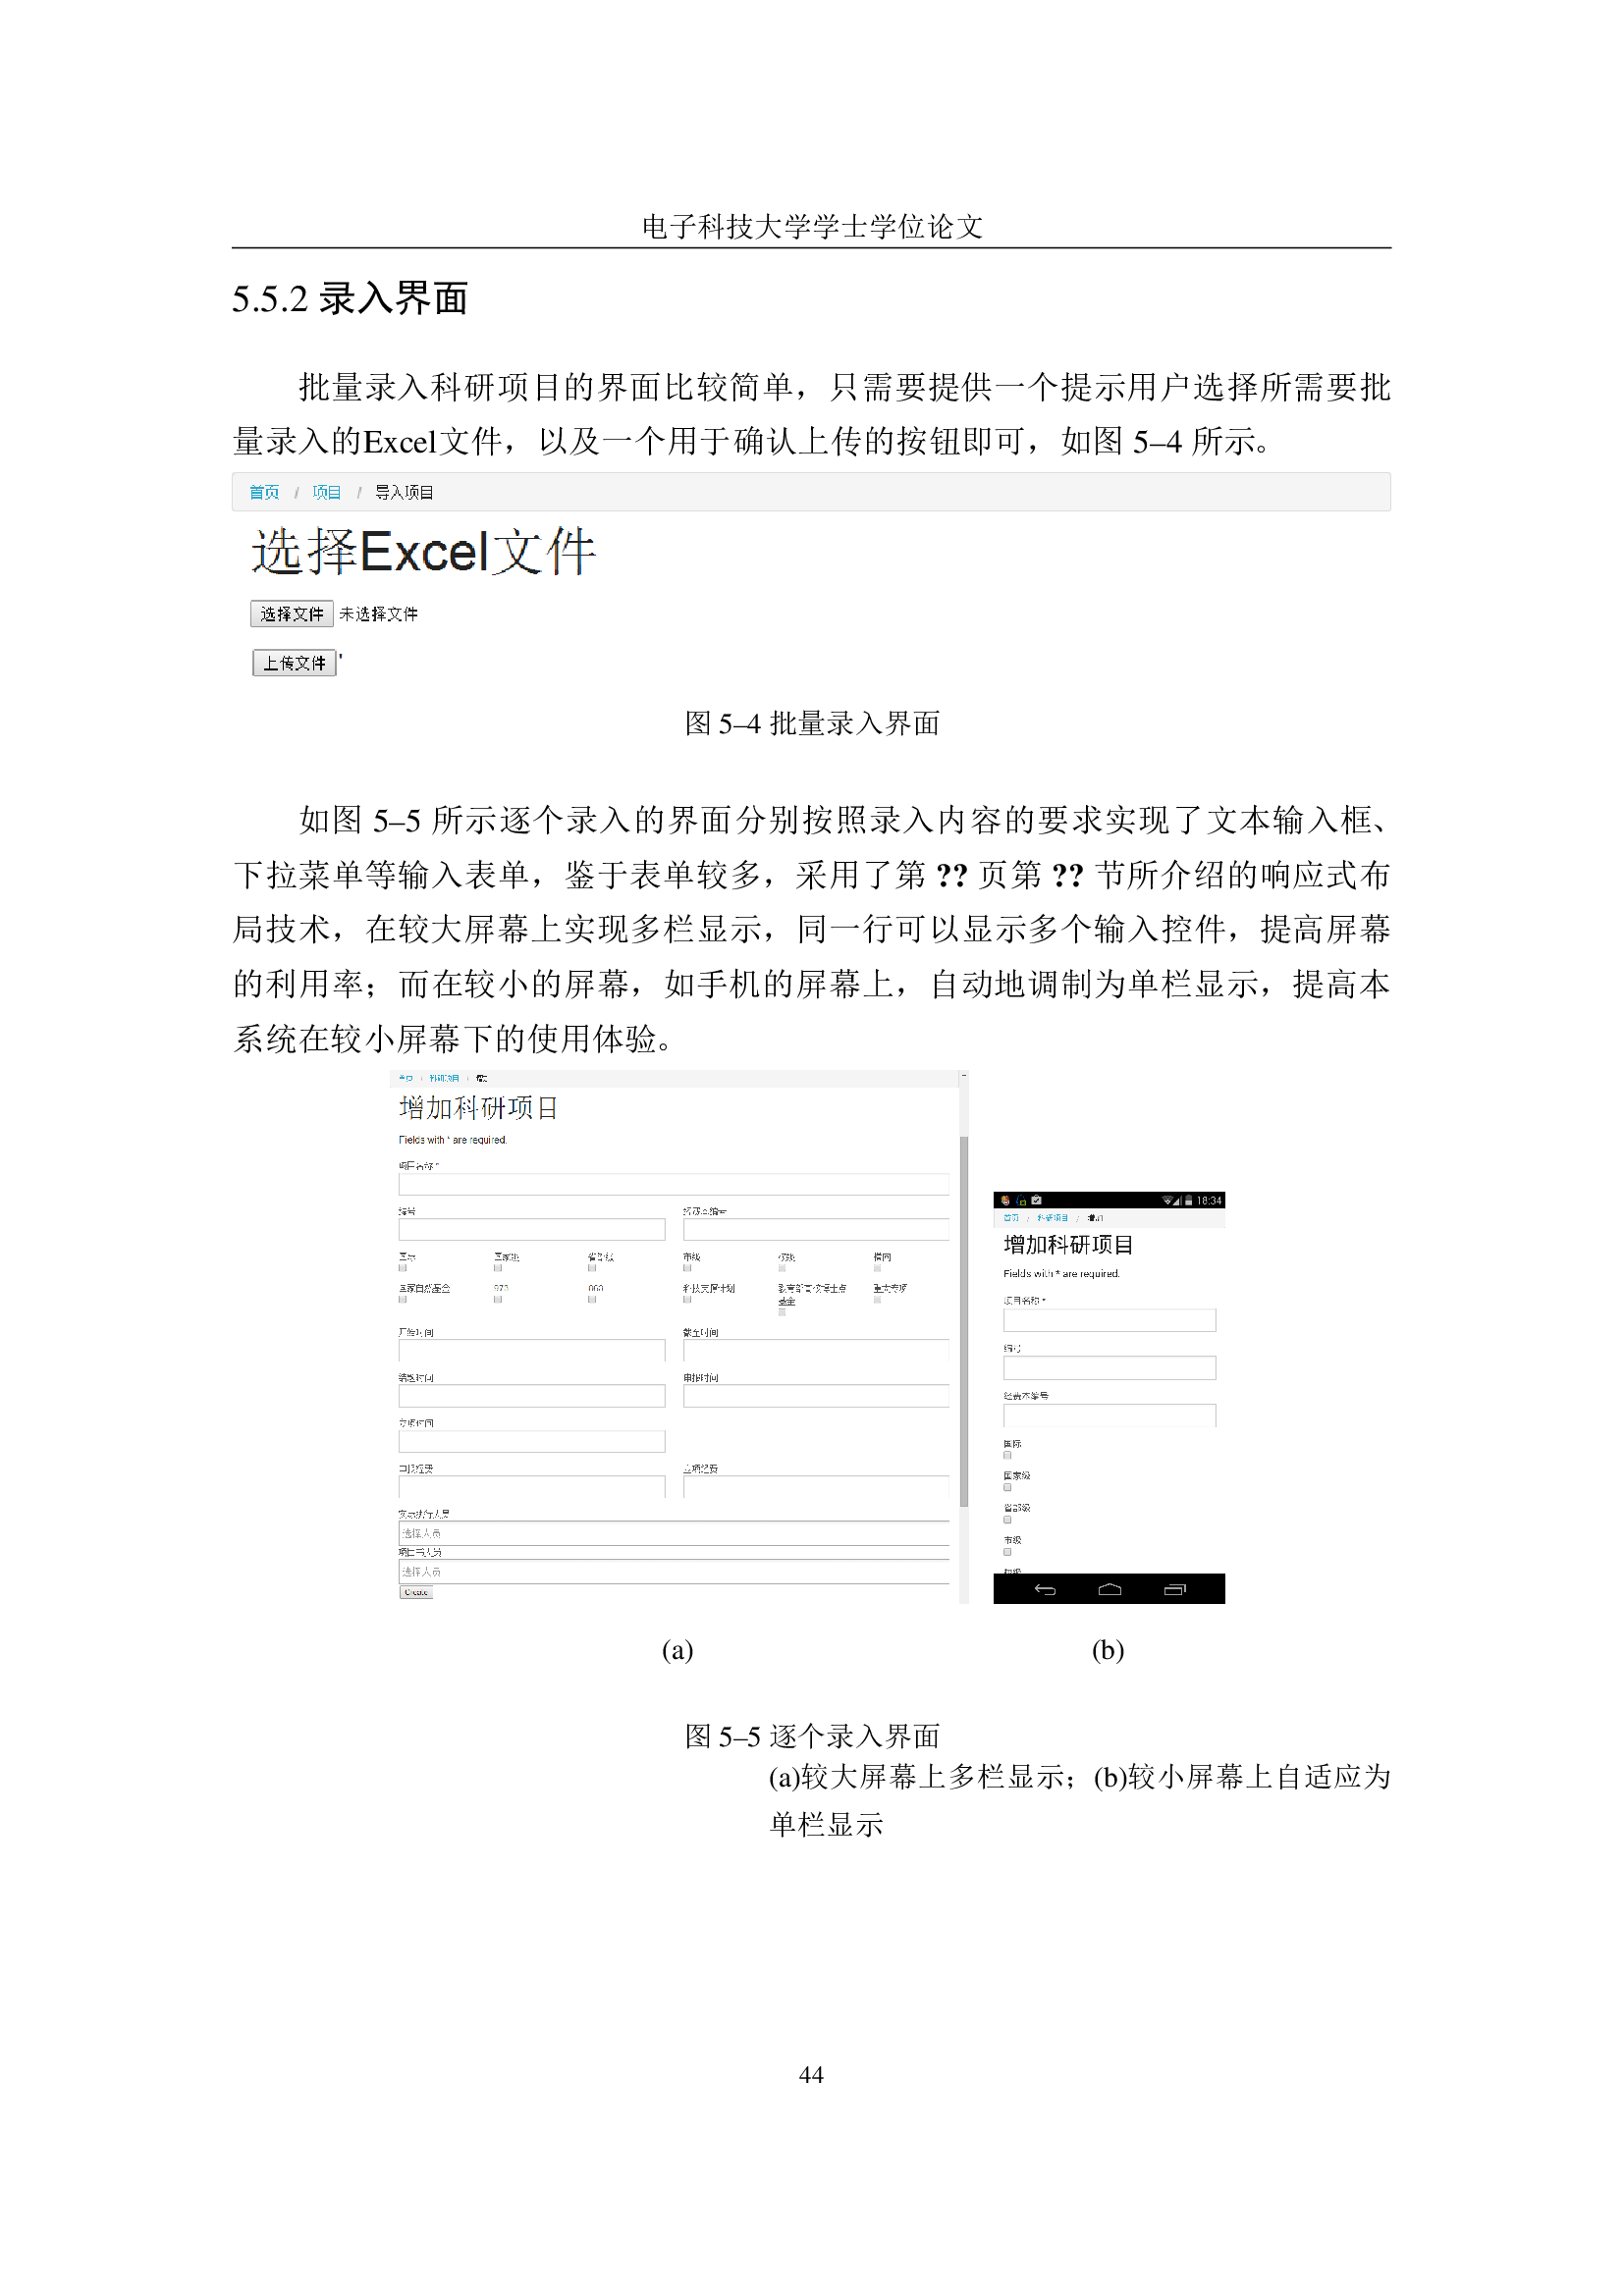 电子科技大学学士学位论文
5.5.2 录入界面
批量录入科研项目的界面比较简单，只需要提供一个提示用户选择所需要批
量录入的Excel文件，以及一个用于确认上传的按钮即可，如图 5–4 所示。
首页 / 项目 / 导入项目
选择Excel文件
选择文件 未选择文件
上传文件 '
图 5–4 批量录入界面
如图 5–5 所示逐个录入的界面分别按照录入内容的要求实现了文本输入框、
下拉菜单等输入表单，鉴于表单较多，采用了第 ?? 页第 ?? 节所介绍的响应式布
局技术，在较大屏幕上实现多栏显示，同一行可以显示多个输入控件，提高屏幕
的利用率；而在较小的屏幕，如手机的屏幕上，自动地调制为单栏显示，提高本
系统在较小屏幕下的使用体验。
首页 / 科研项目 / 增加
增加科研项目
Fields with * are required.
项目名称 *
编号
国际 国家级 省部级 市级 校级 横向
国家自然基金 973 863 科技支撑计划 教育部高校博士点 重大专项
基金
开始时间 截至时间
结题时间 申报时间
立项时间
立项经费
选择人员
选择人员
Create
18:34
首页 / 科研项目 / 增加
增加科研项目
Fields with * are required.
项目名称 *
编号
经费本编号
国际
国家级
省部级
市级
校级
(a) (b)
图 5–5 逐个录入界面
(a)较大屏幕上多栏显示；(b)较小屏幕上自适应为
单栏显示
44